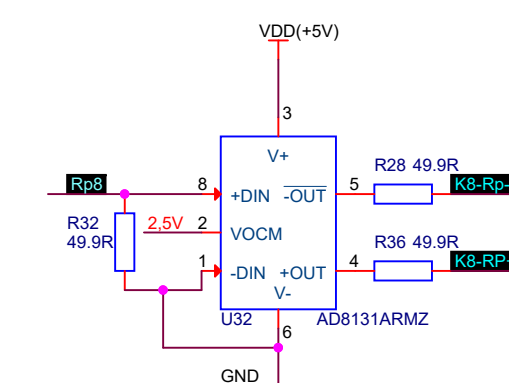 VDD(+5V)
3
V+
R28 49.9R
Rp8
8
5
K8-Rp-
+DIN
-OUT
R32
49.9R
2,5V
2
VOCM
R36 49.9R
K8-RP+
1
4
-DIN
+OUT
V-
U32
6
AD8131ARMZ
GND